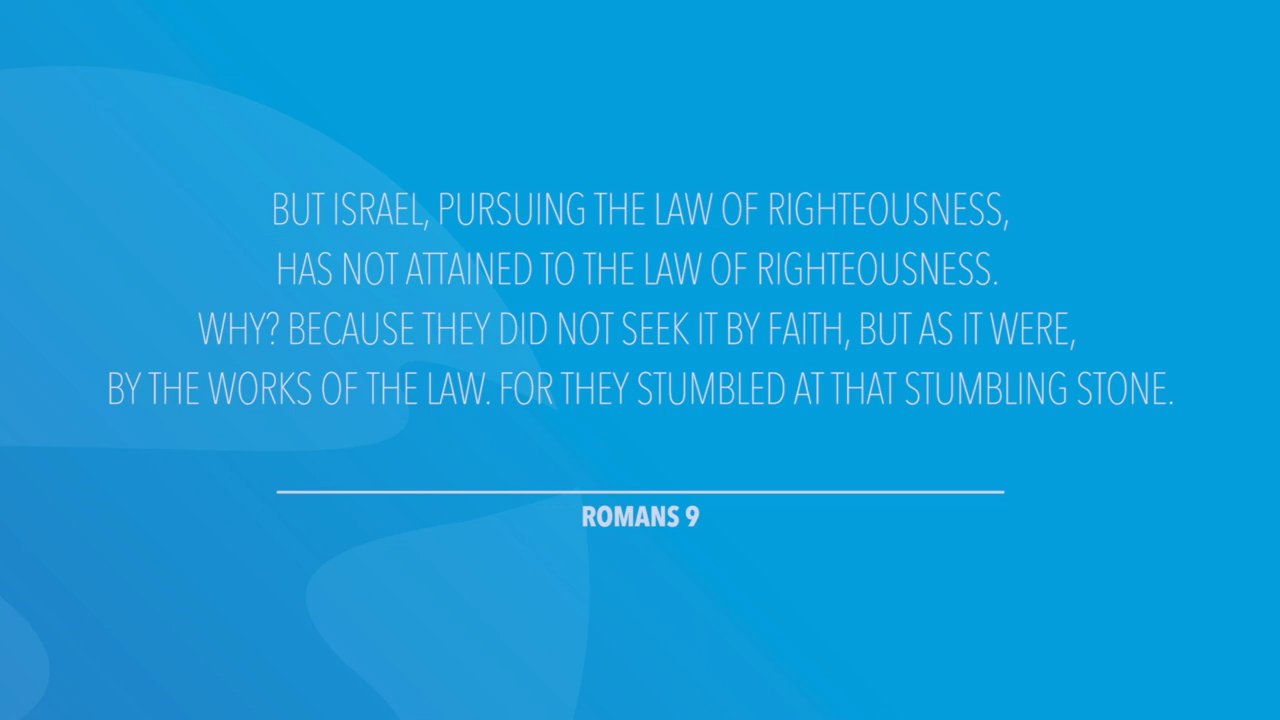 BUT ISRAEL, PURSUING THE LAW OF RIGHTEOUSNESS,
HAS NOT ATTAINED TO THE LAW OF RIGHTEOUSNESS.
WHY? BECAUSE THEY DID NOT SEEK IT BY FAITH, BUT AS IT WERE,
BY THE WORKS OF THE LAW. FOR THEY STUMBLED AT THAT STUMBLING STONE.
ROMANS 9